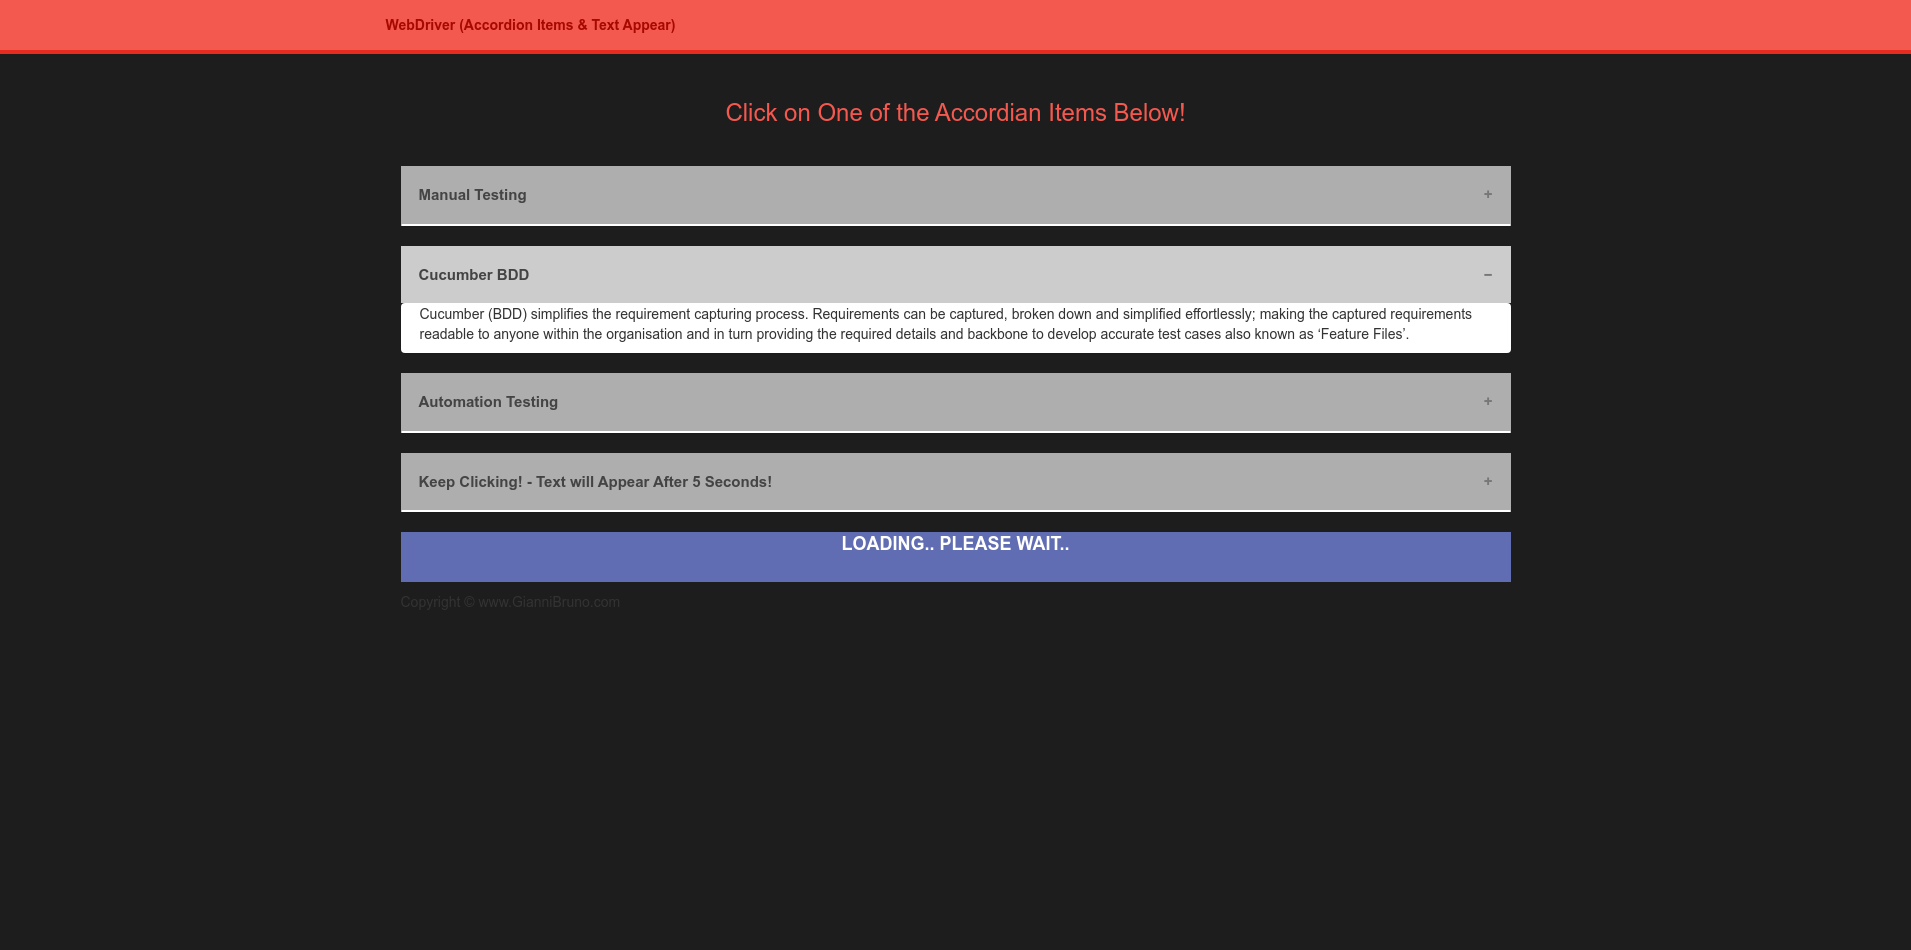 WebDriver (Accordion Items & Text Appear)
Click on One of the Accordian Items Below!
Manual Testing +
Cucumber BDD −
Cucumber (BDD) simplifies the requirement capturing process. Requirements can be captured, broken down and simplified effortlessly; making the captured requirements
readable to anyone within the organisation and in turn providing the required details and backbone to develop accurate test cases also known as ‘Feature Files’.
Automation Testing +
Keep Clicking! - Text will Appear After 5 Seconds! +
LOADING.. PLEASE WAIT..
Copyright © www.GianniBruno.com